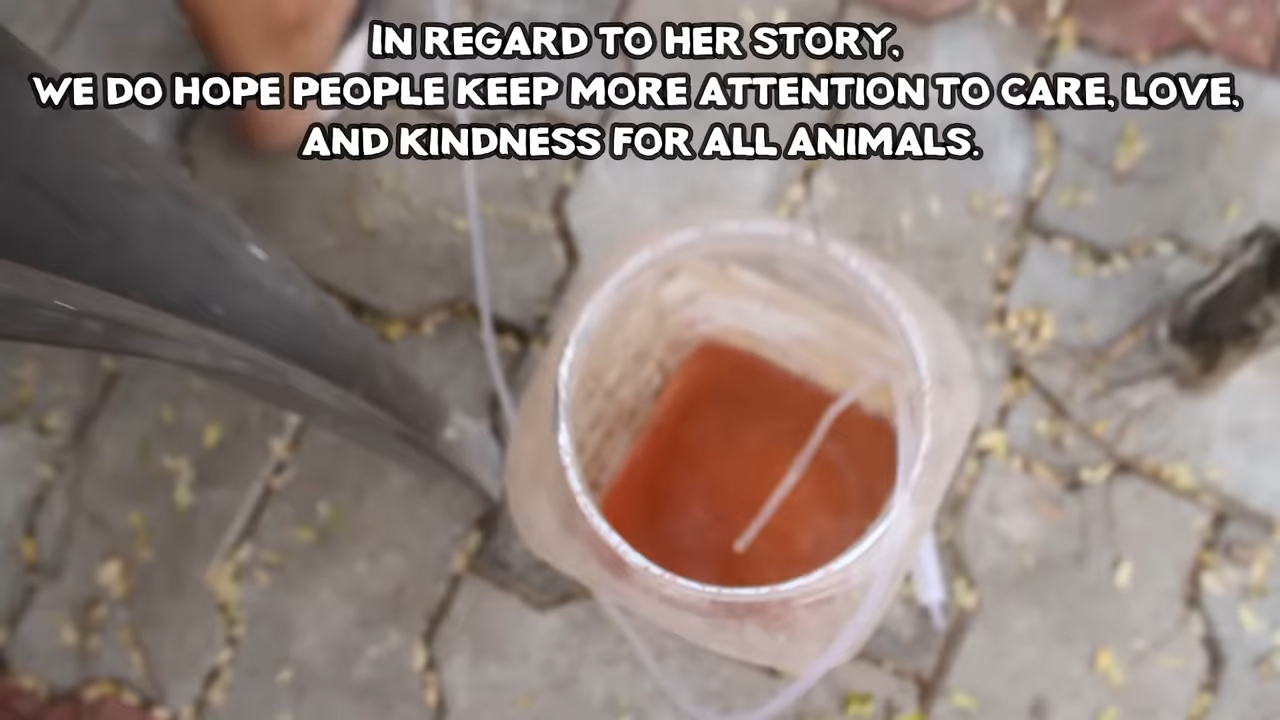 IN REGARD TO HER STORY,
WE DO HOPE PEOPLE KEEP MORE ATTENTION TO CARE, LOVE,
AND KINDNESS FOR ALL ANIMALS.